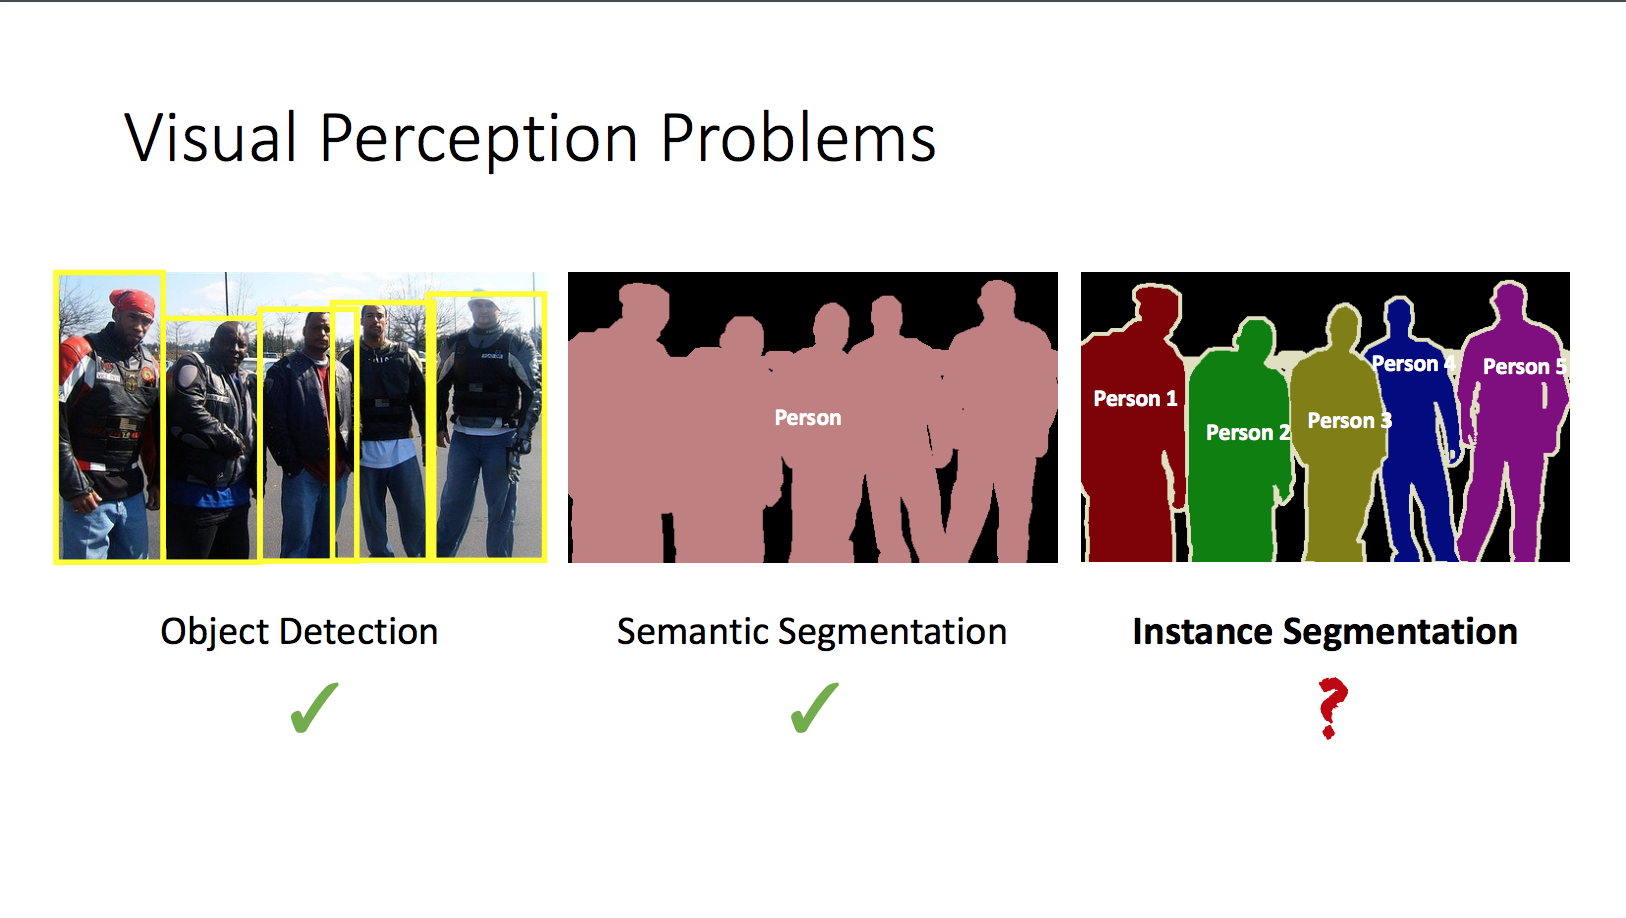 Visual Perception Problems
Person
Person 1
Person 2
Person 3
Person 4
Person 5
Object Detection
Semantic Segmentation
Instance Segmentation
?